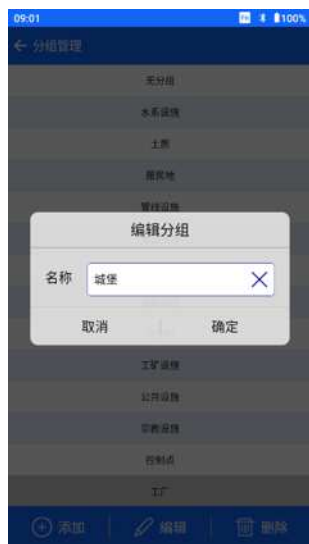 09:01
100%
分组管理
无分组
水系设施
土质
居民地
管线设施
编辑分组
名称 城堡
取消 确定
工矿设施
公共设施
宗教设施
控制点
工厂
添加 编辑 删除